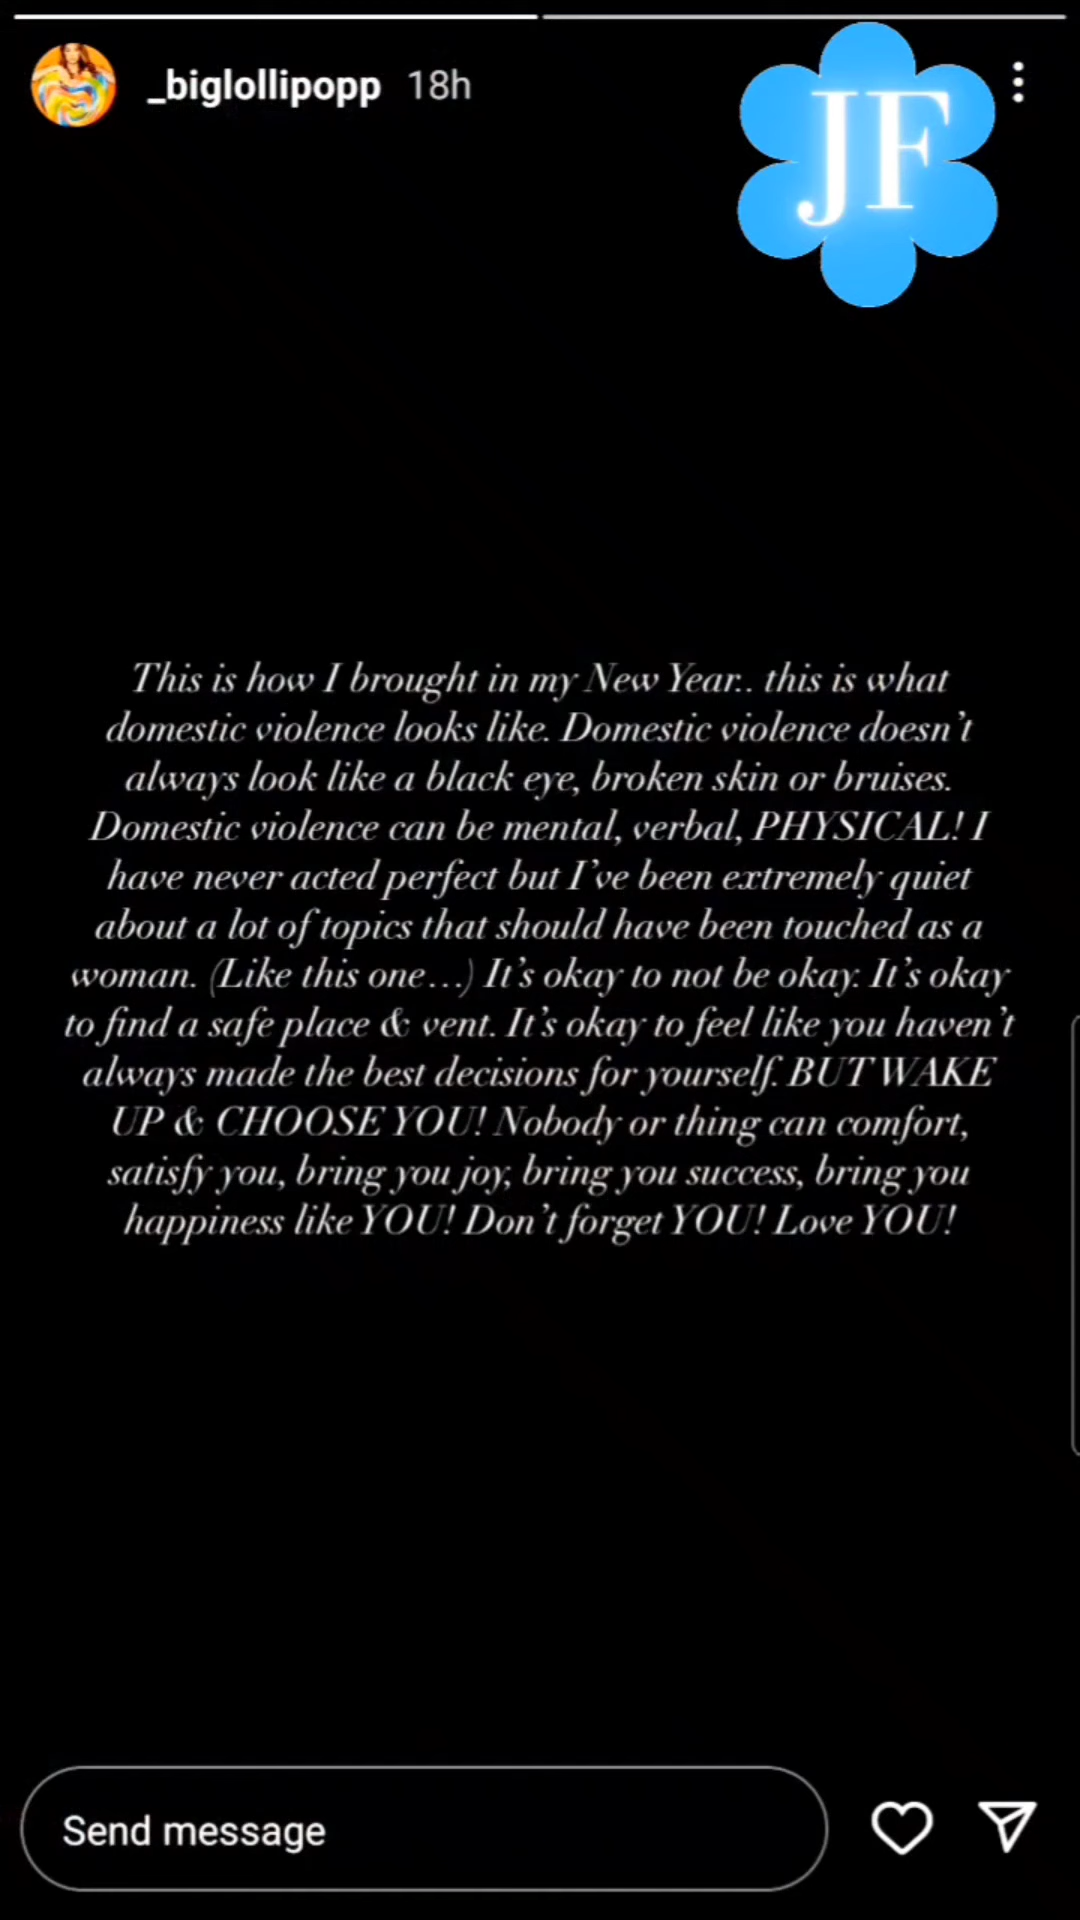 _biglollipopp 18h
JF
This is how I brought in my New Year.. this is what
domestic violence looks like. Domestic violence doesn't
always look like a black eye, broken skin or bruises.
Domestic violence can be mental, verbal, PHYSICAL! I
have never acted perfect but I've been extremely quiet
about a lot of topics that should have been touched as a
woman. (Like this one...) It's okay to not be okay. It's okay
to find a safe place & vent. It's okay to feel like you haven't
always made the best decisions for yourself. BUT WAKE
UP & CHOOSE YOU! Nobody or thing can comfort,
satisfy you, bring you joy, bring you success, bring you
happiness like YOU! Don't forget YOU! Love YOU!
Send message